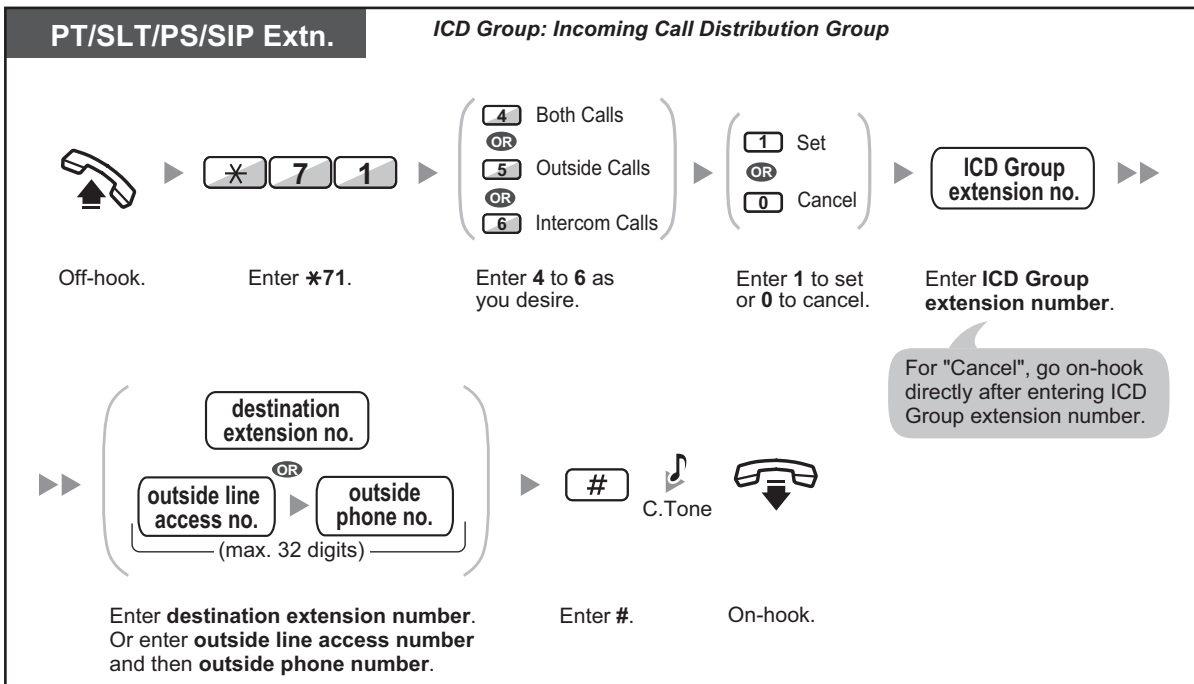 PT/SLT/PS/SIP Extn.
ICD Group: Incoming Call Distribution Group
4 Both Calls
OR
5 Outside Calls
OR
6 Intercom Calls
1 Set
OR
0 Cancel
ICD Group
extension no.
* 7 1
Off-hook.
Enter *71.
Enter 4 to 6 as
you desire.
Enter 1 to set
or 0 to cancel.
Enter ICD Group
extension number.
For "Cancel", go on-hook
directly after entering ICD
Group extension number.
destination
extension no.
OR
outside line
access no.
outside
phone no.
(max. 32 digits)
#
C.Tone
Enter destination extension number.
Or enter outside line access number
and then outside phone number.
Enter #.
On-hook.